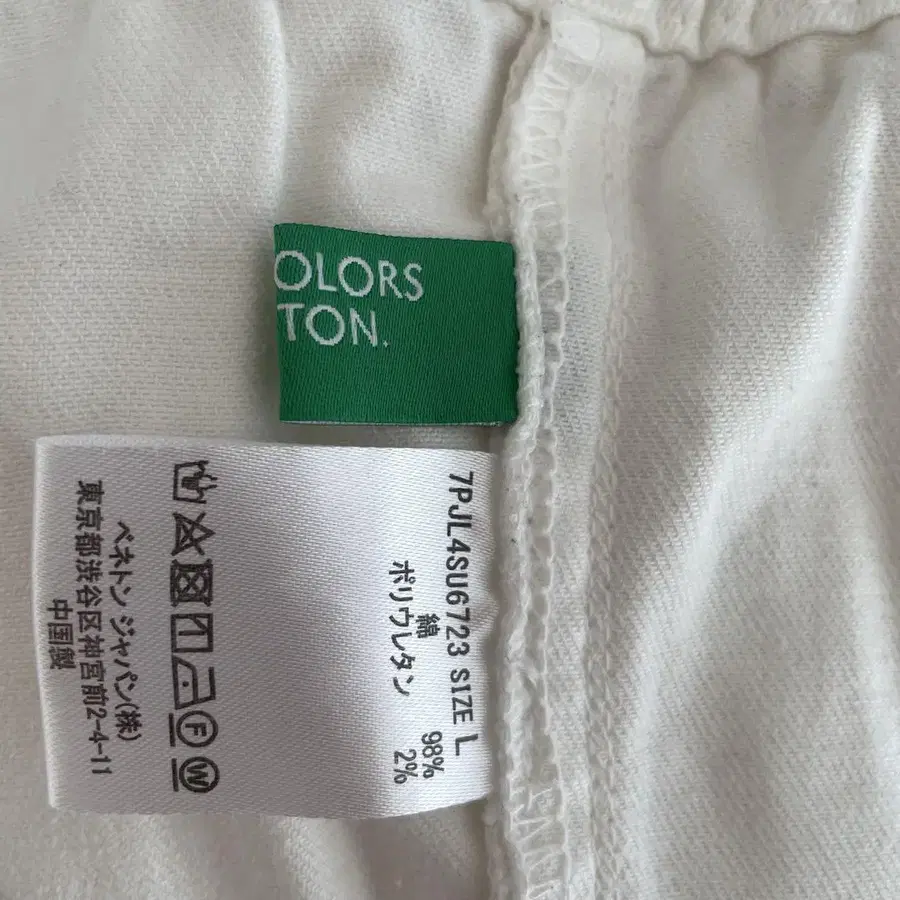 OLORS
TON.
7PJL4SU6723 SIZE L
綿 98%
ポリウレタン 2%
F W
ベネトン ジャパン(株)
東京都渋谷区神宮前2-4-11
中国製